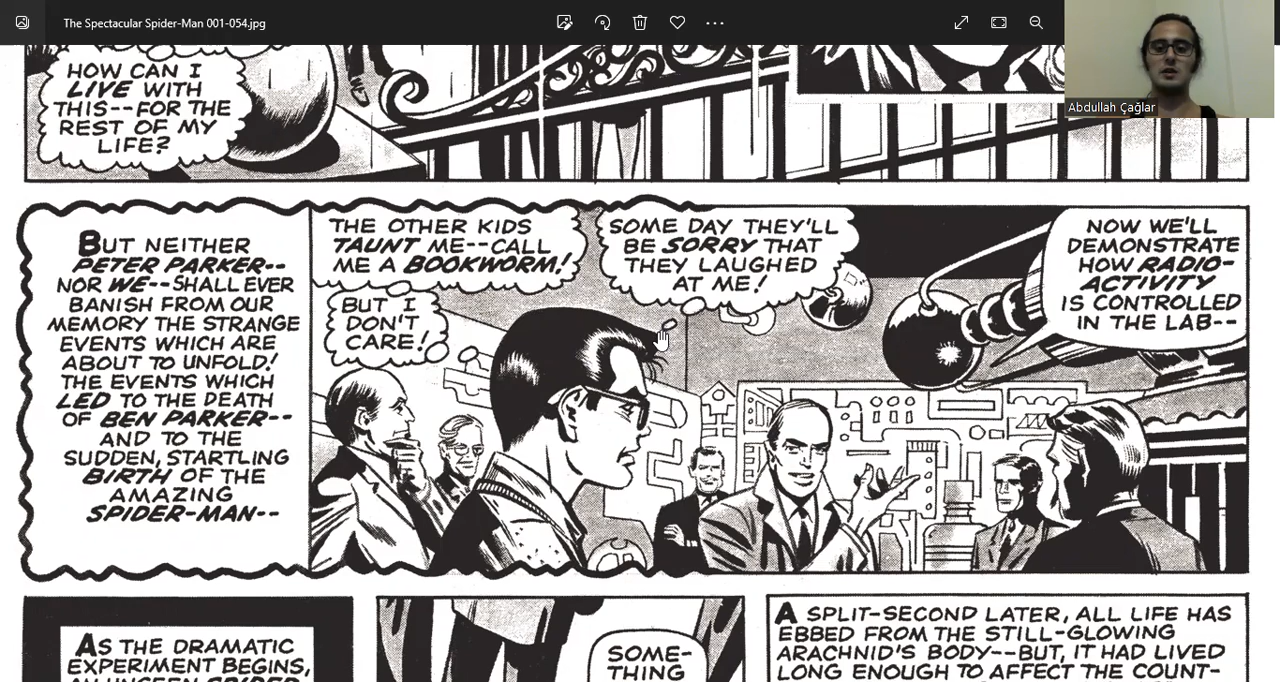 The Spectacular Spider-Man 001-054.jpg
Abdullah Çağlar
HOW CAN I
LIVE WITH
THIS--FOR THE
REST OF MY
LIFE?
BUT NEITHER
PETER PARKER--
NOR WE--SHALL EVER
BANISH FROM OUR
MEMORY THE STRANGE
EVENTS WHICH ARE
ABOUT TO UNFOLD!
THE EVENTS WHICH
LED TO THE DEATH
OF BEN PARKER--
AND TO THE
SUDDEN, STARTLING
BIRTH OF THE
AMAZING
SPIDER-MAN--
THE OTHER KIDS
TAUNT ME--CALL
ME A BOOKWORM!
BUT I
DON'T
CARE!
SOME DAY THEY'LL
BE SORRY THAT
THEY LAUGHED
AT ME!
NOW WE'LL
DEMONSTRATE
HOW RADIO-
ACTIVITY
IS CONTROLLED
IN THE LAB--
AS THE DRAMATIC
EXPERIMENT BEGINS,
AN UNSEEN SPIDER
SOME-
THING
A SPLIT-SECOND LATER, ALL LIFE HAS
EBBED FROM THE STILL-GLOWING
ARACHNID'S BODY--BUT, IT HAD LIVED
LONG ENOUGH TO AFFECT THE COUNT-